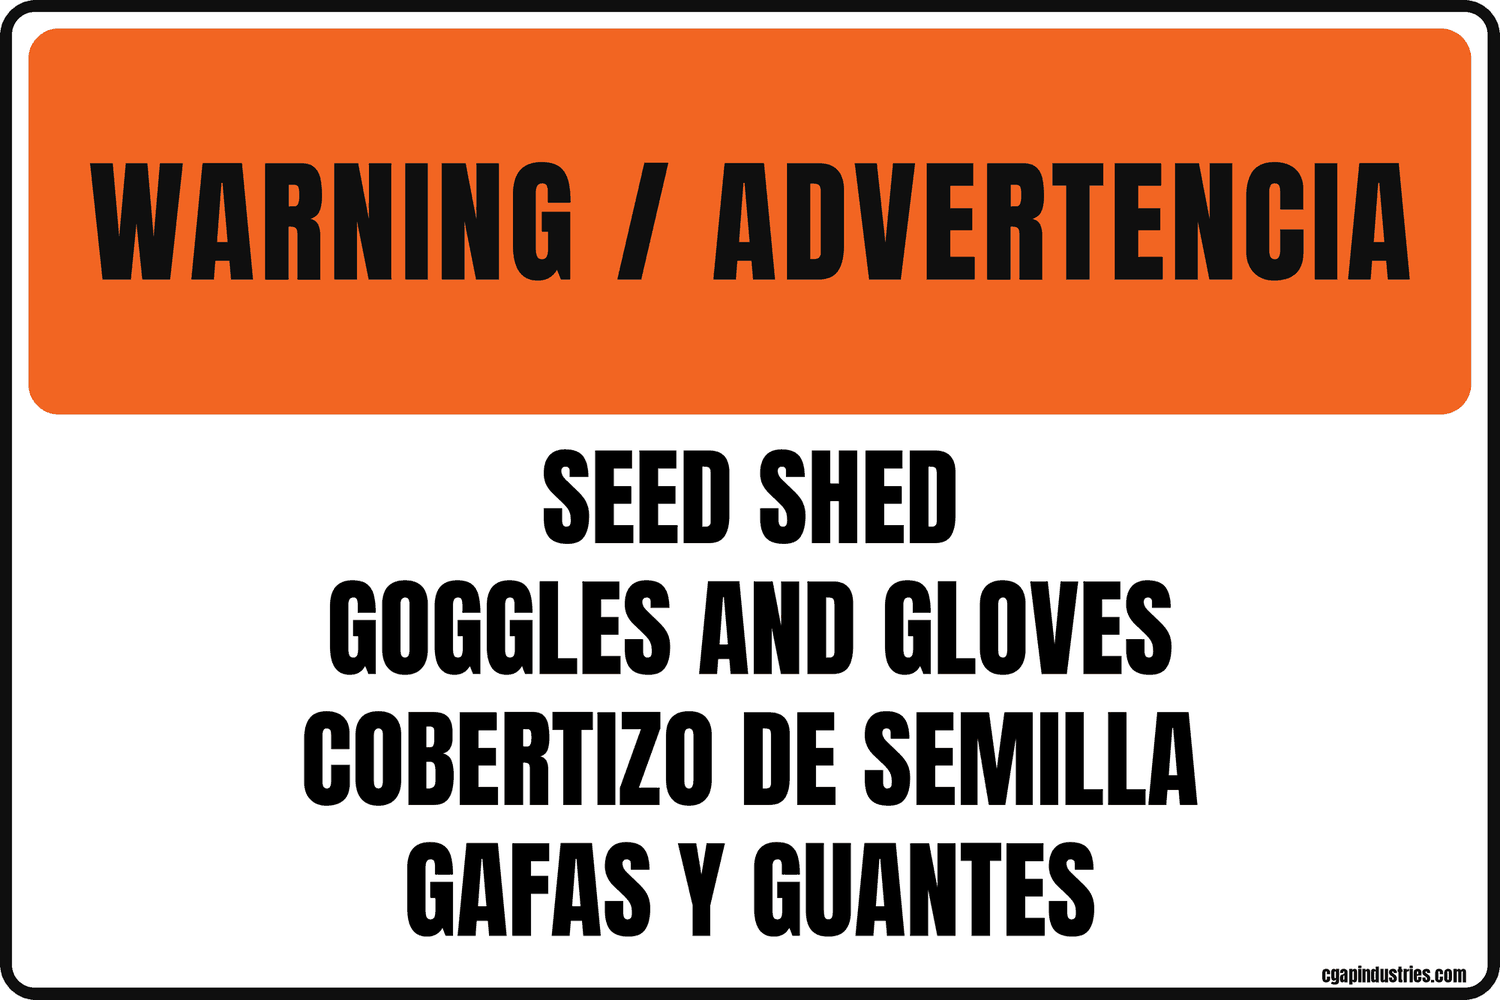 WARNING / ADVERTENCIA
SEED SHED
GOGGLES AND GLOVES
COBERTIZO DE SEMILLA
GAFAS Y GUANTES
cgapindustries.com